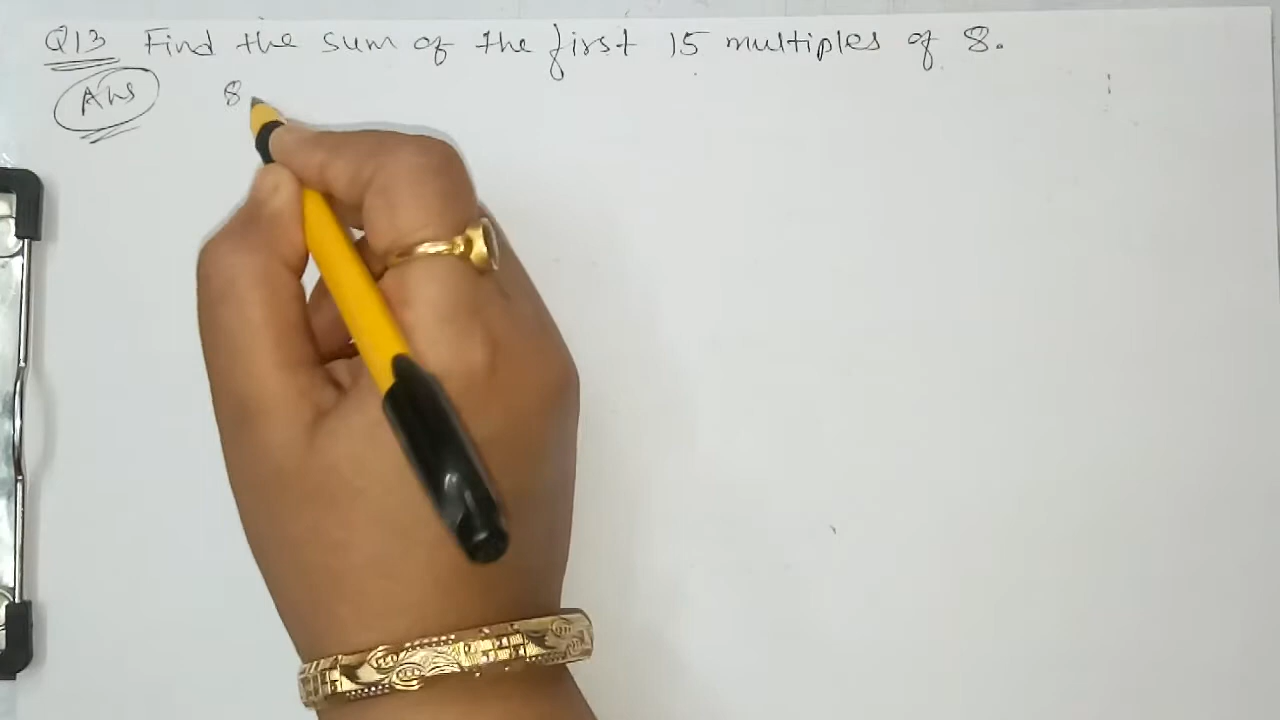 Q13 Find the sum of the first 15 multiples of 8.
Ans 8